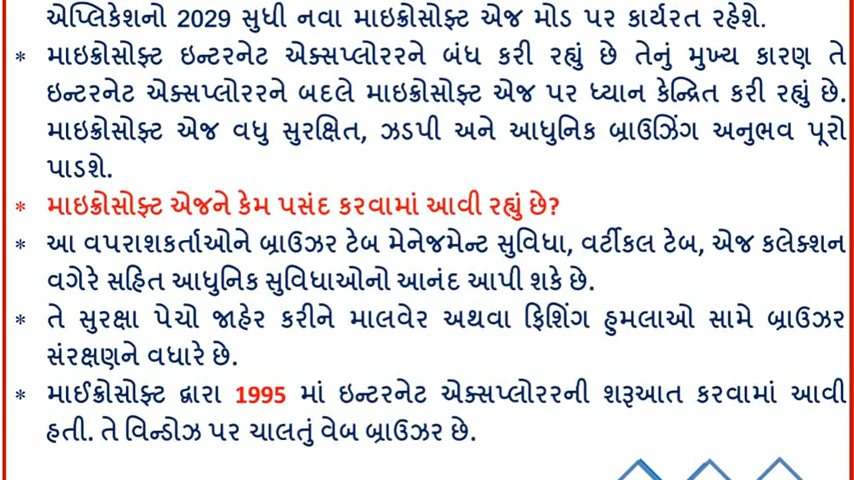 એપ્લિકેશનો 2029 સુધી નવા માઇક્રોસોફ્ટ એજ મોડ પર કાર્યરત રહેશે.
* માઇક્રોસોફ્ટ ઇન્ટરનેટ એક્સપ્લોરરને બંધ કરી રહ્યું છે તેનું મુખ્ય કારણ તે
ઇન્ટરનેટ એક્સપ્લોરરને બદલે માઇક્રોસોફ્ટ એજ પર ધ્યાન કેન્દ્રિત કરી રહ્યું છે.
માઇક્રોસોફ્ટ એજ વધુ સુરક્ષિત, ઝડપી અને આધુનિક બ્રાઉઝિંગ અનુભવ પૂરો
પાડશે.
* માઇક્રોસોફ્ટ એજને કેમ પસંદ કરવામાં આવી રહ્યું છે?
* આ વપરાશકર્તાઓને બ્રાઉઝર ટેબ મેનેજમેન્ટ સુવિધા, વર્ટીકલ ટેબ, એજ કલેક્શન
વગેરે સહિત આધુનિક સુવિધાઓનો આનંદ આપી શકે છે.
* તે સુરક્ષા પેચો જાહેર કરીને માલવેર અથવા ફિશિંગ હુમલાઓ સામે બ્રાઉઝર
સંરક્ષણને વધારે છે.
* માઈક્રોસોફ્ટ દ્વારા 1995 માં ઇન્ટરનેટ એક્સપ્લોરરની શરૂઆત કરવામાં આવી
હતી. તે વિન્ડોઝ પર ચાલતું વેબ બ્રાઉઝર છે.